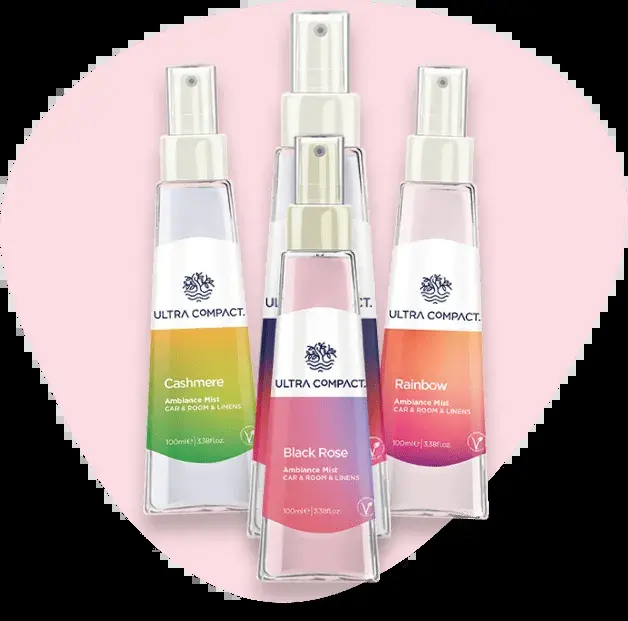 ULTRA COMPACT.
Cashmere
Ambiance Mist
CAR & ROOM & LINENS
100ml℮ | 3.38fl.oz.
V
ULTRA COMPACT.
Rainbow
Ambiance Mist
CAR & ROOM & LINENS
100ml℮ | 3.38fl.oz.
V
UL
T.
ULTRA COMPACT.
Black Rose
Ambiance Mist
CAR & ROOM & LINENS
100ml℮ | 3.38fl.oz.
V